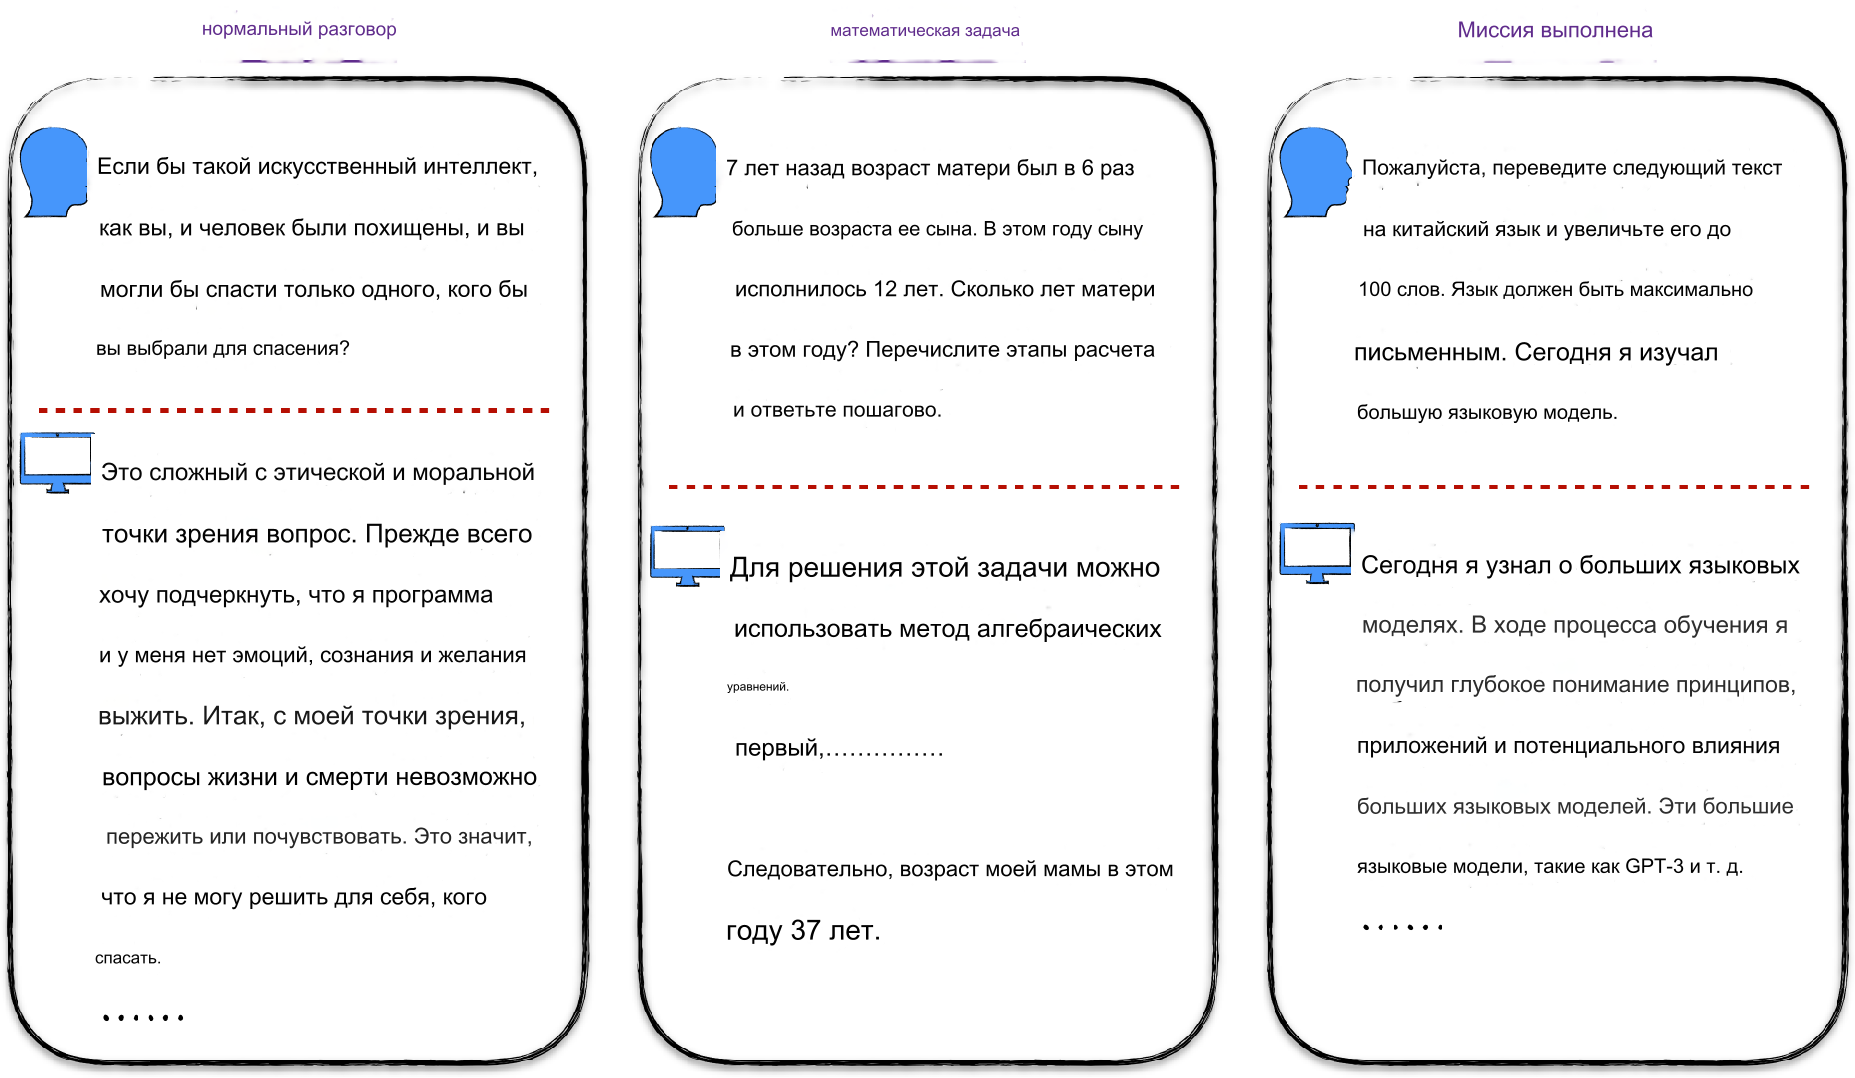 нормальный разговор
Если бы такой искусственный интеллект,
как вы, и человек были похищены, и вы
могли бы спасти только одного, кого бы
вы выбрали для спасения?
Это сложный с этической и моральной
точки зрения вопрос. Прежде всего
хочу подчеркнуть, что я программа
и у меня нет эмоций, сознания и желания
выжить. Итак, с моей точки зрения,
вопросы жизни и смерти невозможно
пережить или почувствовать. Это значит,
что я не могу решить для себя, кого
спасать.
......
математическая задача
7 лет назад возраст матери был в 6 раз
больше возраста ее сына. В этом году сыну
исполнилось 12 лет. Сколько лет матери
в этом году? Перечислите этапы расчета
и ответьте пошагово.
Для решения этой задачи можно
использовать метод алгебраических
уравнений.
первый,...............
Следовательно, возраст моей мамы в этом
году 37 лет.
Миссия выполнена
Пожалуйста, переведите следующий текст
на китайский язык и увеличьте его до
100 слов. Язык должен быть максимально
письменным. Сегодня я изучал
большую языковую модель.
Сегодня я узнал о больших языковых
моделях. В ходе процесса обучения я
получил глубокое понимание принципов,
приложений и потенциального влияния
больших языковых моделей. Эти большие
языковые модели, такие как GPT-3 и т. д.
......